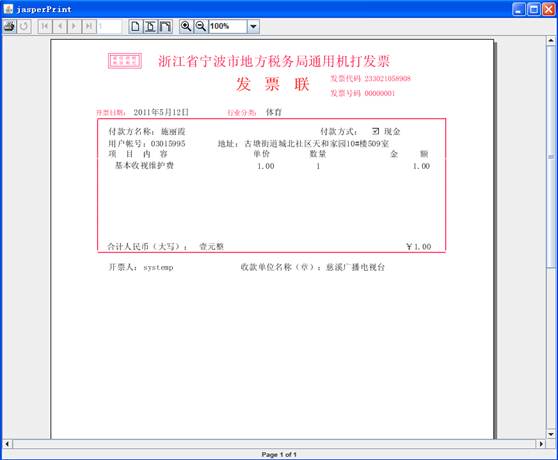 jasperPrint
1
100%
浙江省宁波市地方税务局通用机打发票
发 票 联
发票代码 233021058908
发票号码 00000001
开票日期: 2011年5月12日 行业分类: 体育
付款方名称: 施丽霞 付款方式: 现金
用户帐号: 03015995 地址: 古塘街道城北社区天和家园10#楼509室
项 目 内 容 单价 数量 金 额
基本收视维护费 1.00 1 1.00
合计人民币(大写): 壹元整 ¥1.00
开票人: systemp 收款单位名称(章): 慈溪广播电视台
Page 1 of 1